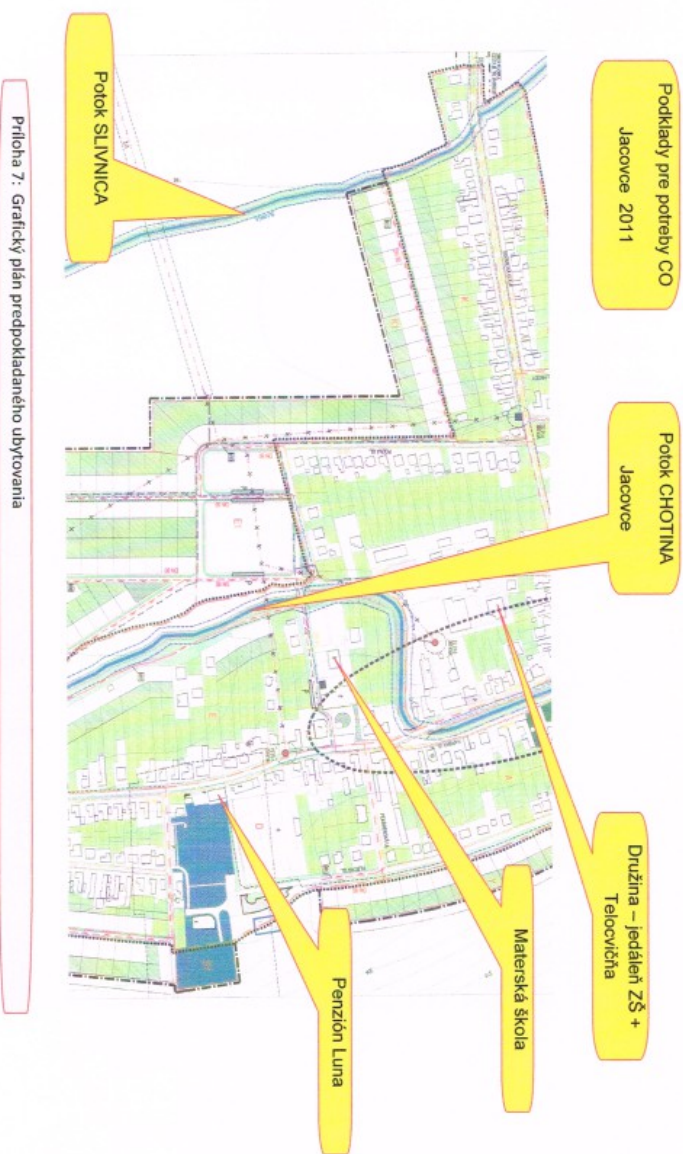 Podklady pre potreby CO
Jacovce 2011
Potok CHOTINA
Jacovce
Družina – jedáleň ZŠ +
Telocvičňa
Materská škola
Penzión Luna
Potok SLIVNICA
Príloha 7: Grafický plán predpokladaného ubytovania